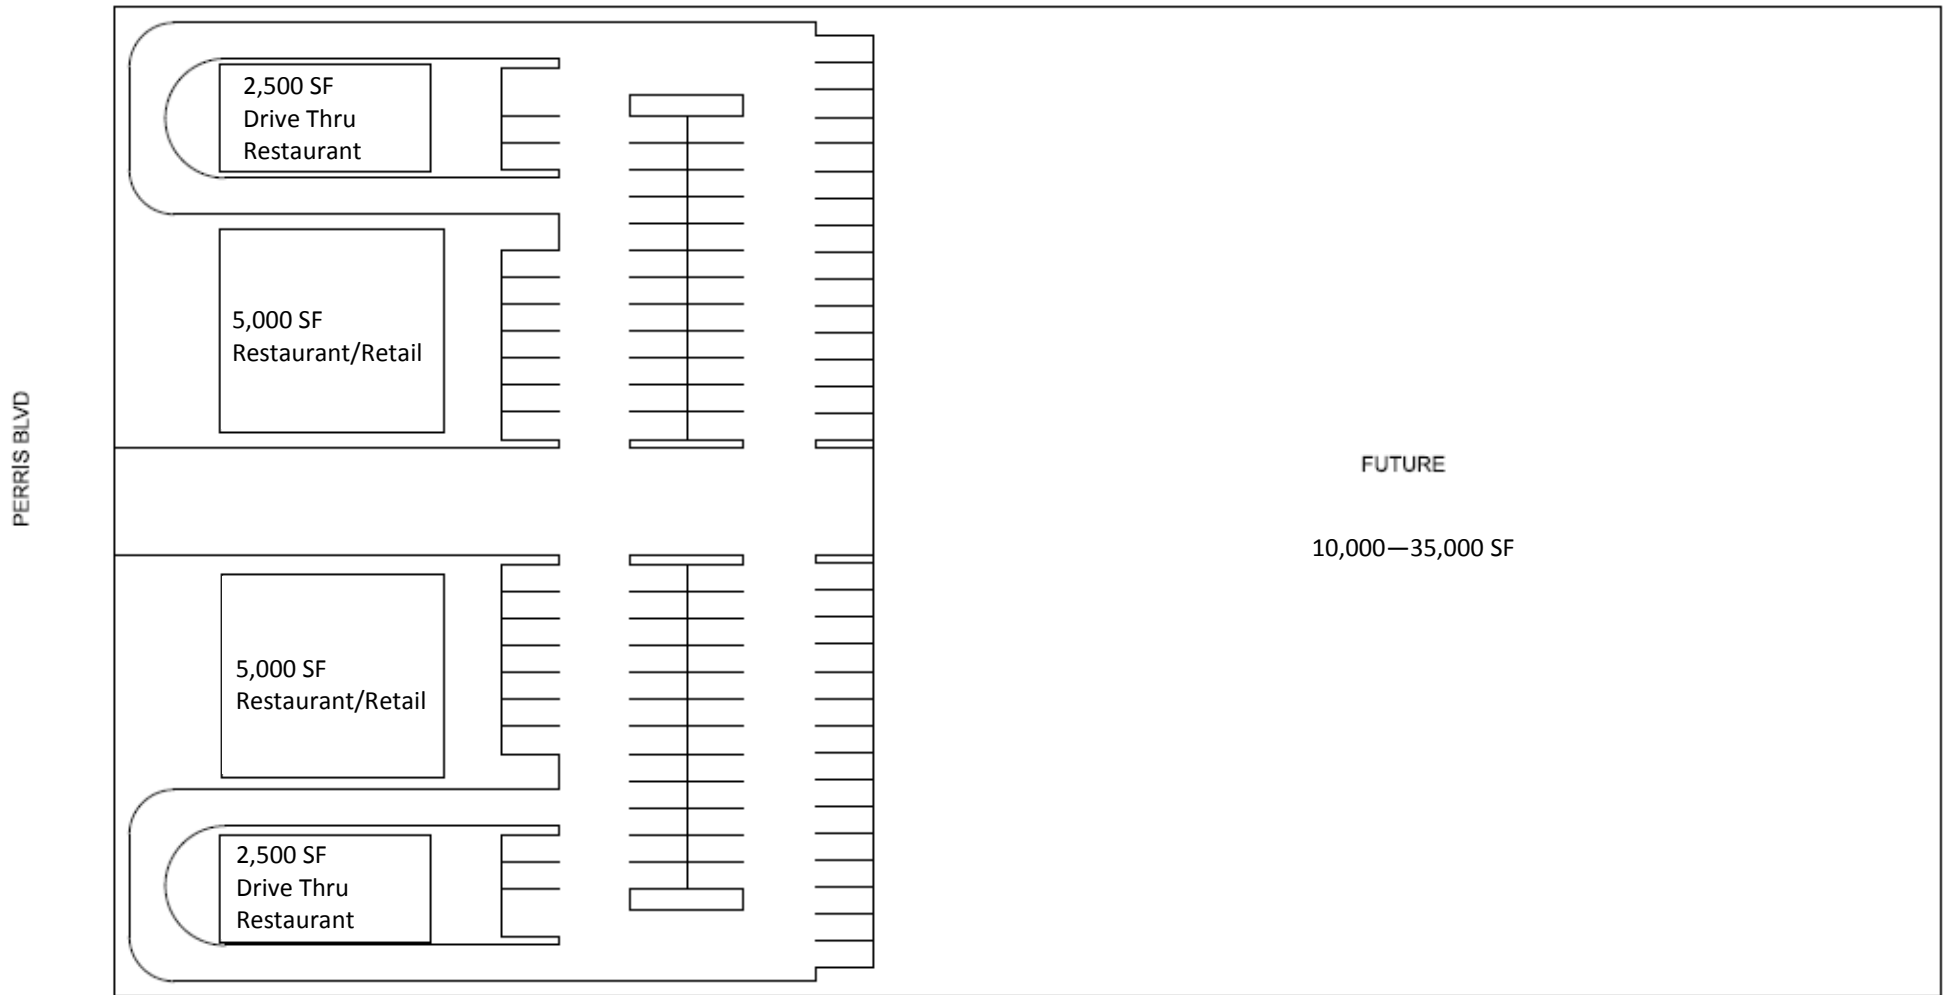 2,500 SF
Drive Thru
Restaurant
5,000 SF
Restaurant/Retail
PERRIS BLVD
FUTURE
10,000—35,000 SF
5,000 SF
Restaurant/Retail
2,500 SF
Drive Thru
Restaurant